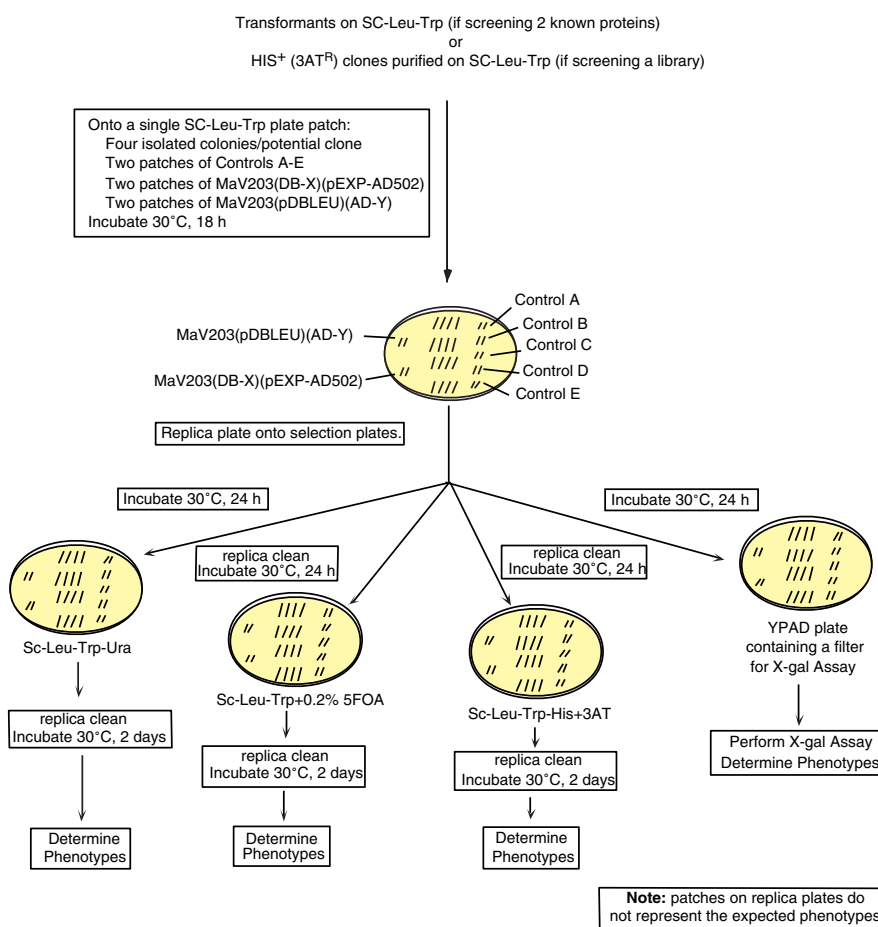 Transformants on SC-Leu-Trp (if screening 2 known proteins)
or
HIS+ (3ATR) clones purified on SC-Leu-Trp (if screening a library)
Onto a single SC-Leu-Trp plate patch:
Four isolated colonies/potential clone
Two patches of Controls A-E
Two patches of MaV203(DB-X)(pEXP-AD502)
Two patches of MaV203(pDBLEU)(AD-Y)
Incubate 30˚C, 18 h
Control A
Control B
Control C
Control D
Control E
MaV203(pDBLEU)(AD-Y)
MaV203(DB-X)(pEXP-AD502)
Replica plate onto selection plates.
Incubate 30˚C, 24 h
replica clean
Incubate 30˚C, 24 h
replica clean
Incubate 30˚C, 24 h
Incubate 30˚C, 24 h
Sc-Leu-Trp-Ura
Sc-Leu-Trp+0.2% 5FOA
Sc-Leu-Trp-His+3AT
YPAD plate
containing a filter
for X-gal Assay
replica clean
Incubate 30˚C, 2 days
replica clean
Incubate 30˚C, 2 days
replica clean
Incubate 30˚C, 2 days
Perform X-gal Assay
Determine Phenotypes
Determine
Phenotypes
Determine
Phenotypes
Determine
Phenotypes
Note: patches on replica plates do
not represent the expected phenotypes